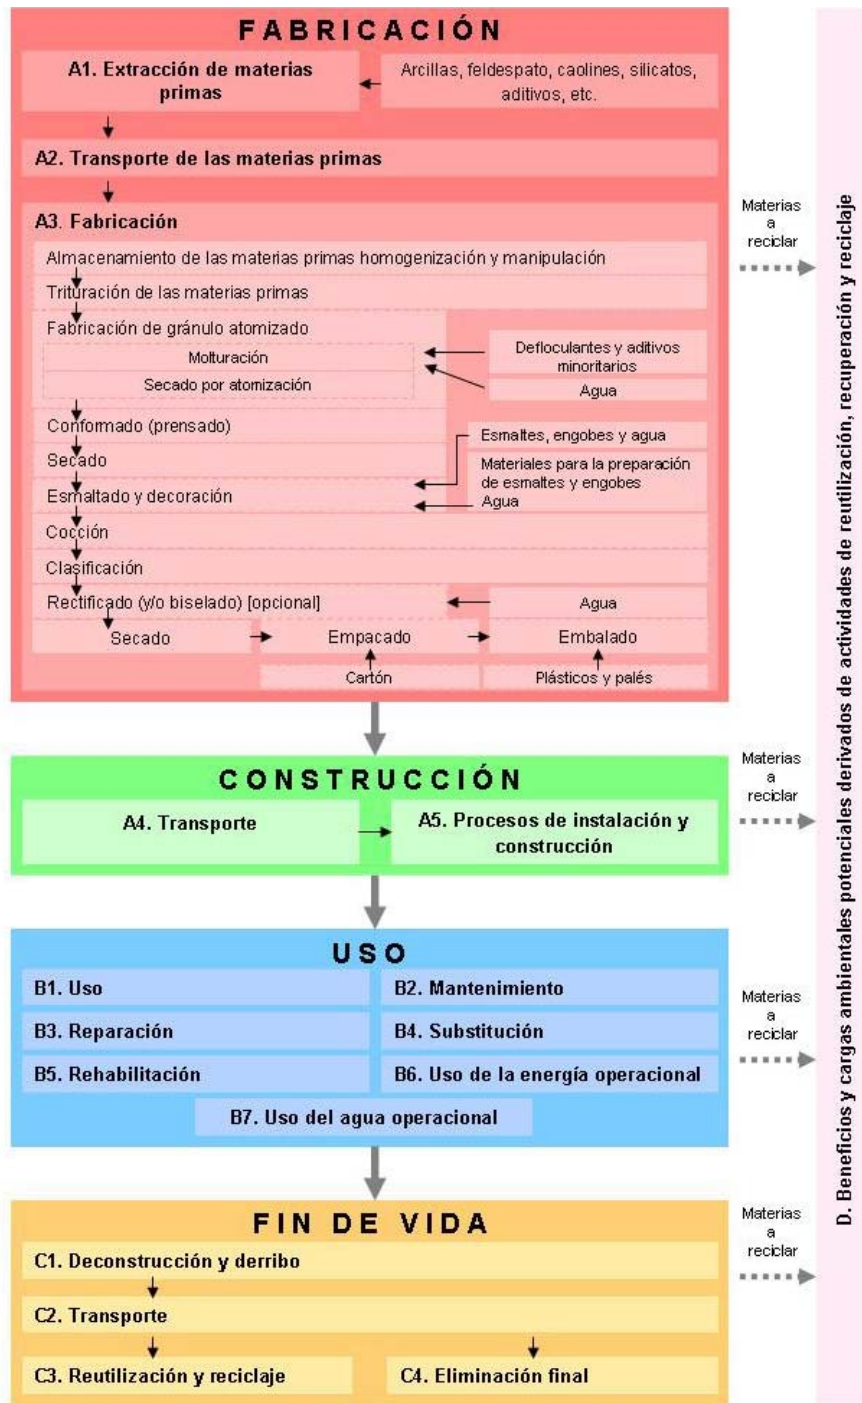 FABRICACIÓN
A1. Extracción de materias
primas
Arcillas, feldespato, caolines, silicatos,
aditivos, etc.
A2. Transporte de las materias primas
A3. Fabricación
Almacenamiento de las materias primas homogenización y manipulación
Trituración de las materias primas
Fabricación de gránulo atomizado
Molturación
Secado por atomización
Defloculantes y aditivos
minoritarios
Agua
Conformado (prensado)
Secado
Esmaltado y decoración
Esmaltes, engobes y agua
Materiales para la preparación
de esmaltes y engobes
Agua
Cocción
Clasificación
Rectificado (y/o biselado) [opcional]
Agua
Secado
Empacado
Embalado
Cartón
Plásticos y palés
Materias
a
reciclar
CONSTRUCCIÓN
A4. Transporte
A5. Procesos de instalación y
construcción
Materias
a
reciclar
USO
B1. Uso
B2. Mantenimiento
B3. Reparación
B4. Substitución
B5. Rehabilitación
B6. Uso de la energía operacional
B7. Uso del agua operacional
Materias
a
reciclar
FIN DE VIDA
C1. Deconstrucción y derribo
C2. Transporte
C3. Reutilización y reciclaje
C4. Eliminación final
Materias
a
reciclar
D. Beneficios y cargas ambientales potenciales derivados de actividades de reutilización, recuperación y reciclaje